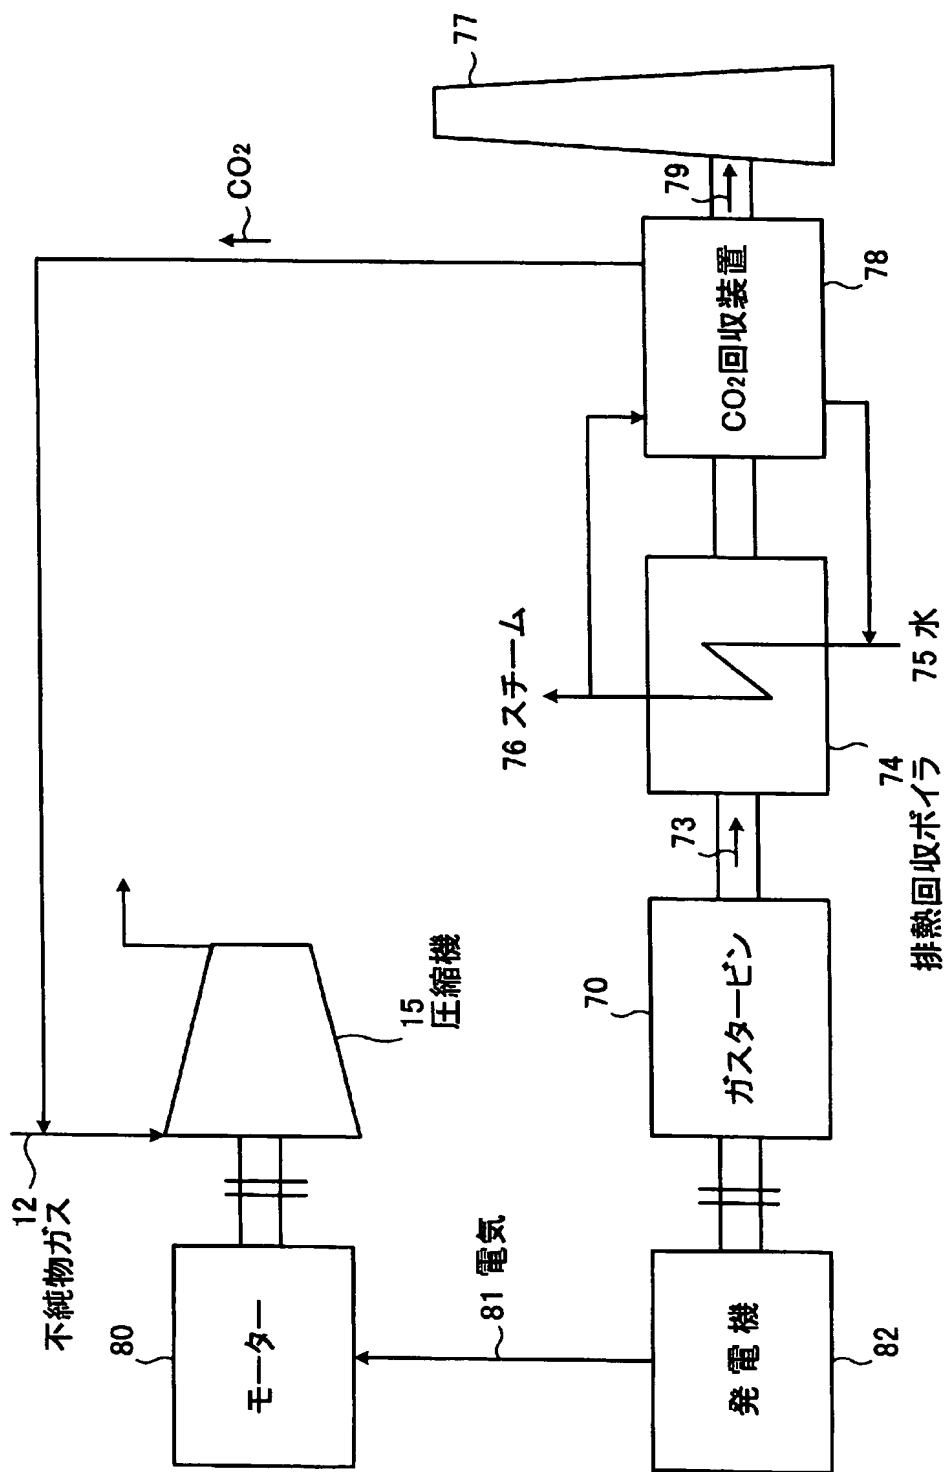 12
不純物ガス
CO₂
77
80
モーター
15
圧縮機
81 電気
76 スチーム
79
82
発電機
70
ガスタービン
73
74
排熱回収ボイラ
75 水
CO₂回収装置
78